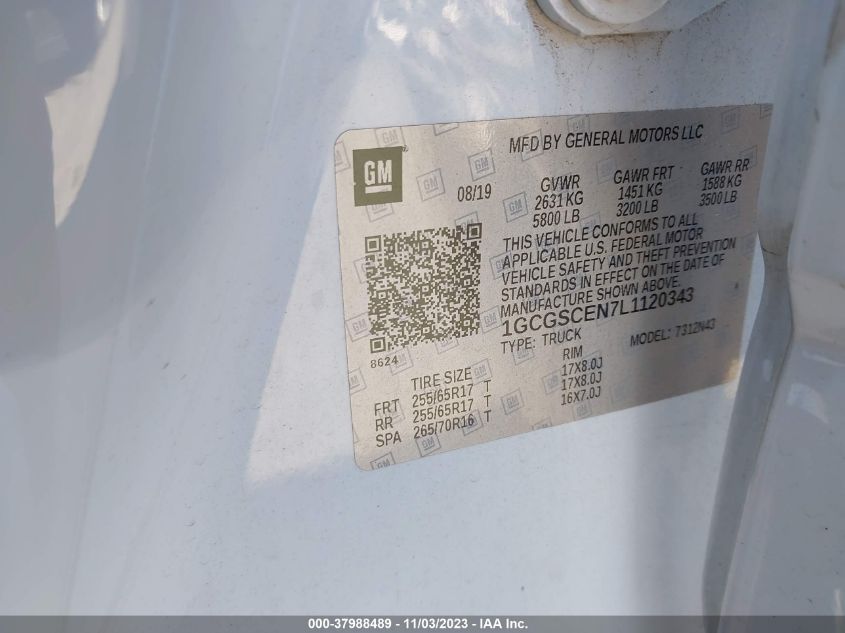 MFD BY GENERAL MOTORS LLC
GM
08/19 GVWR GAWR FRT GAWR RR
2631 KG 1451 KG 1588 KG
5800 LB 3200 LB 3500 LB
THIS VEHICLE CONFORMS TO ALL
APPLICABLE U.S. FEDERAL MOTOR
VEHICLE SAFETY AND THEFT PREVENTION
STANDARDS IN EFFECT ON THE DATE OF
MANUFACTURE SHOWN ABOVE.
1GCGSCEN7L1120343
TYPE: TRUCK MODEL: 7312N43
8624
TIRE SIZE RIM
FRT 255/65R17 T 17X8.0J
RR 255/65R17 T 17X8.0J
SPA 265/70R16 T 16X7.0J
000-37988489 - 11/03/2023 - IAA Inc.